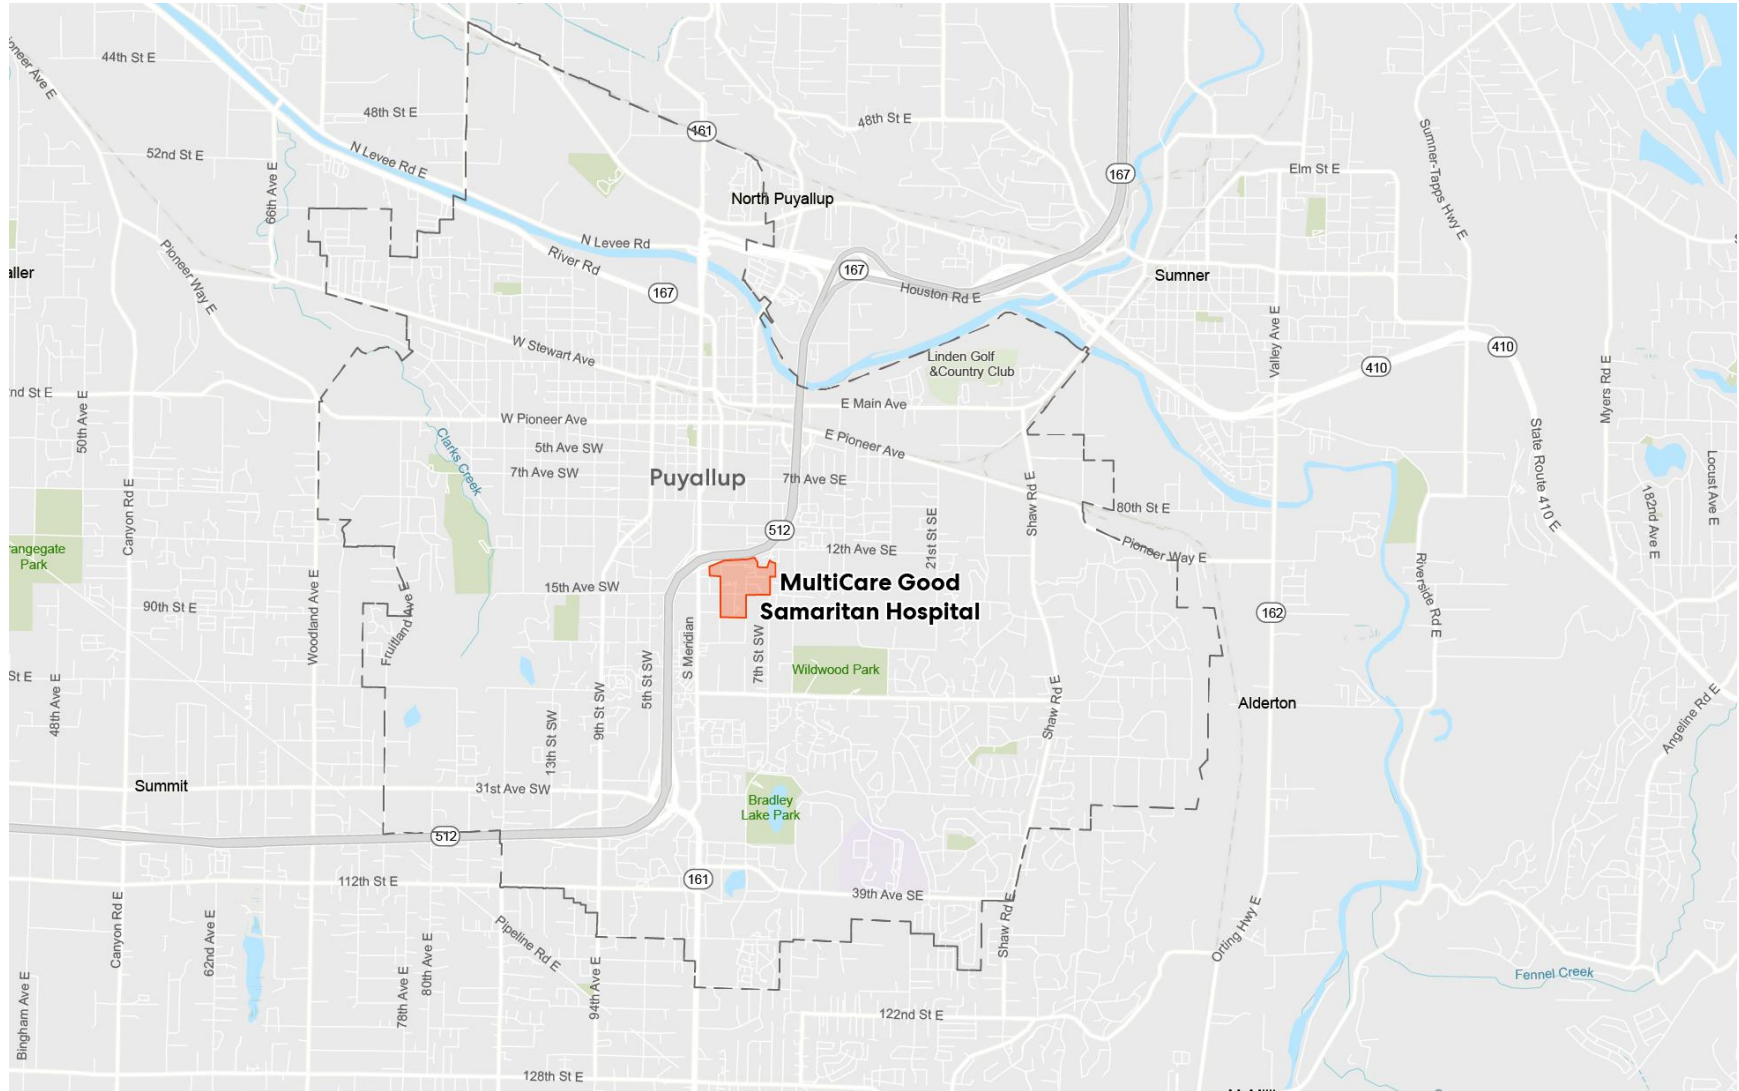 44th St E
48th St E
161
48th St E
N Levee Rd E
52nd St E
66th Ave E
167
Elm St E
Sumner-Tapps Hwy E
North Puyallup
N Levee Rd
River Rd
Pioneer Way E
167
167
Houston Rd E
Sumner
W Stewart Ave
Linden Golf
&Country Club
Valley Ave E
410
410
Myers Rd E
50th Ave E
E Main Ave
W Pioneer Ave
E Pioneer Ave
5th Ave SW
7th Ave SW
Clarks Creek
Puyallup
7th Ave SE
Shaw Rd E
80th St E
State Route 410 E
182nd Ave E
Locust Ave E
Canyon Rd E
512
12th Ave SE
21st St SE
Pioneer Way E
Park
15th Ave SW
MultiCare Good
Samaritan Hospital
90th St E
Woodland Ave E
Fruitland Ave E
162
Riverside Rd E
S Meridian
7th St SW
5th St SW
Wildwood Park
48th Ave E
9th St SW
13th St SW
Shaw Rd E
Alderton
Angeline Rd E
Summit
31st Ave SW
Bradley
Lake Park
512
112th St E
161
39th Ave SE
Canyon Rd E
62nd Ave E
Pipeline Rd E
80th Ave E
78th Ave E
94th Ave E
Shaw Rd E
Orting Hwy E
Fennel Creek
Bingham Ave E
122nd St E
128th St E